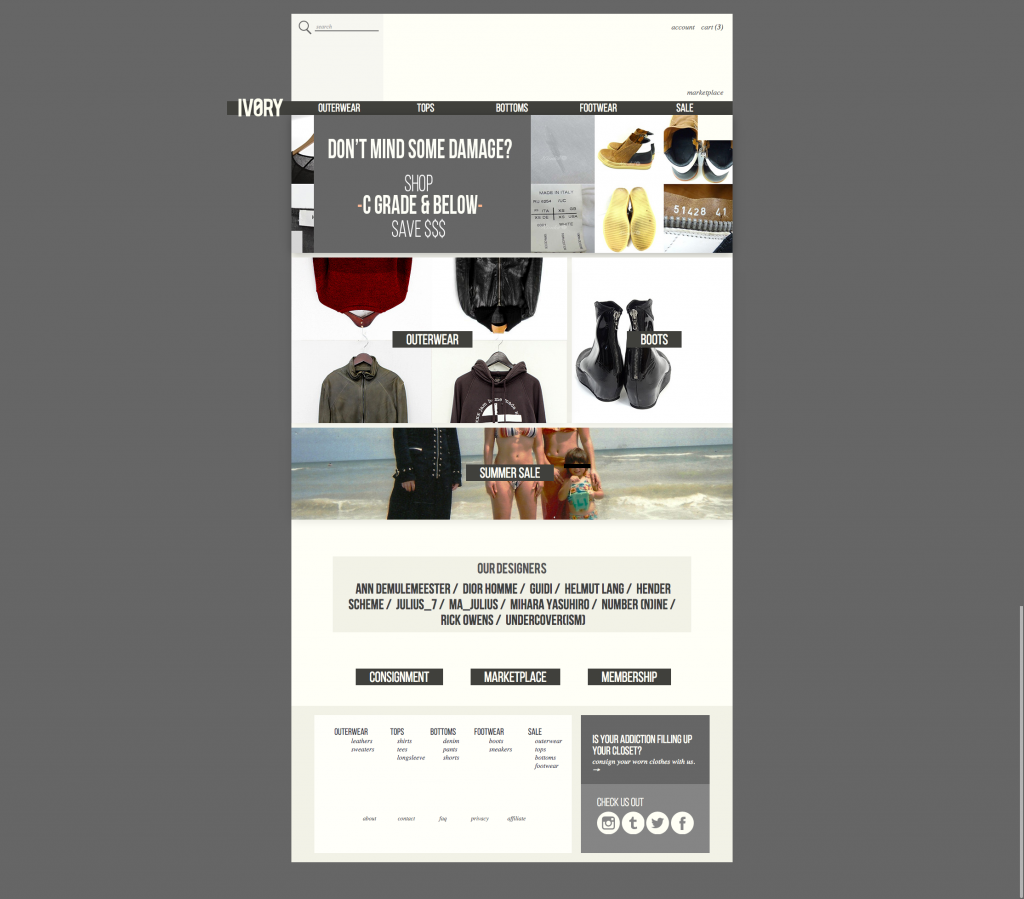 search
account cart (3)
marketplace
IVORY
OUTERWEAR TOPS BOTTOMS FOOTWEAR SALE
DON'T MIND SOME DAMAGE?
SHOP
-C GRADE & BELOW-
SAVE $$$
MADE IN ITALY
51428 41
OUTERWEAR
BOOTS
SUMMER SALE
OUR DESIGNERS
ANN DEMULEMEESTER / DIOR HOMME / GUIDI / HELMUT LANG / HENDER
SCHEME / JULIUS_7 / MA_JULIUS / MIHARA YASUHIRO / NUMBER (N)INE /
RICK OWENS / UNDERCOVER(ISM)
CONSIGNMENT MARKETPLACE MEMBERSHIP
OUTERWEAR
leathers
sweaters
TOPS
shirts
tees
longsleeve
BOTTOMS
denim
pants
shorts
FOOTWEAR
boots
sneakers
SALE
outerwear
tops
bottoms
footwear
about contact faq privacy affiliate
IS YOUR ADDICTION FILLING UP
YOUR CLOSET?
consign your worn clothes with us.
→
CHECK US OUT